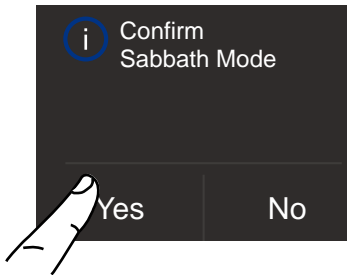 i Confirm
Sabbath Mode
Yes No